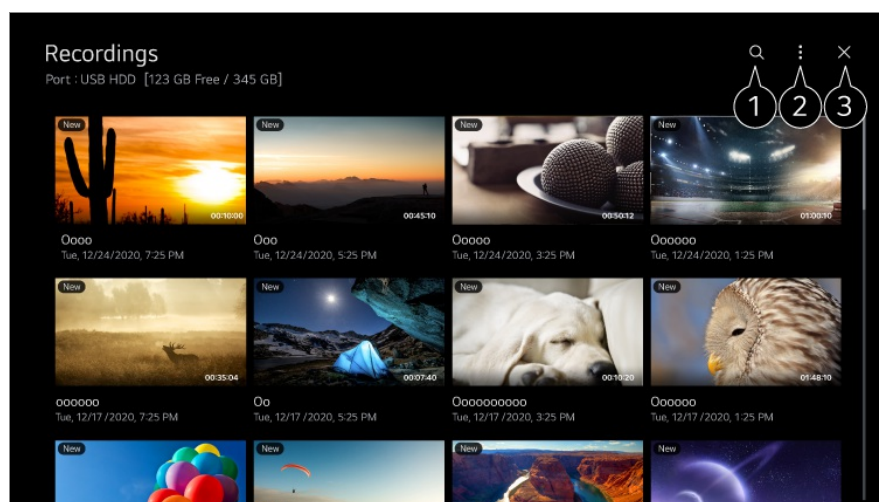 Recordings
Port : USB HDD [123 GB Free / 345 GB]
1 2 3
New New New New
00:10:00 00:45:10 00:50:12 01:00:10
Oooo Ooo Ooooo Oooooo
Tue, 12/24/2020, 7:25 PM Tue, 12/24/2020, 5:25 PM Tue, 12/24/2020, 3:25 PM Tue, 12/24/2020, 1:25 PM
New New New New
00:35:04 00:07:40 00:10:20 01:48:10
oooooo Oo Oooooooooo Oooooo
Tue, 12/17 /2020, 7:25 PM Tue, 12/17 /2020, 5:25 PM Tue, 12/17 /2020, 3:25 PM Tue, 12/17 /2020, 1:25 PM
New New New New